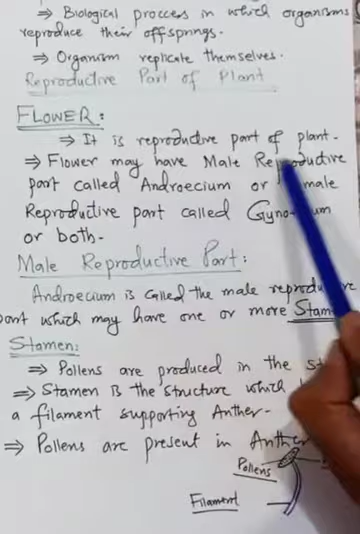 ⇒ Biological process in which organisms
reproduce their offsprings.
⇒ Organism replicate themselves.
Reproductive Part of Plant
FLOWER:
⇒ It is reproductive part of plant.
⇒ Flower may have Male Reproductive
part called Androecium or male
Reproductive part called
or both.
Male Reproductive Part:
Androecium is called the male
part which may have one or more
Stamen:
⇒ Pollens are produced in the
⇒ Stamen is the structure which
a filament supporting Anther.
⇒ Pollens are present in Anther
Pollens
Filament